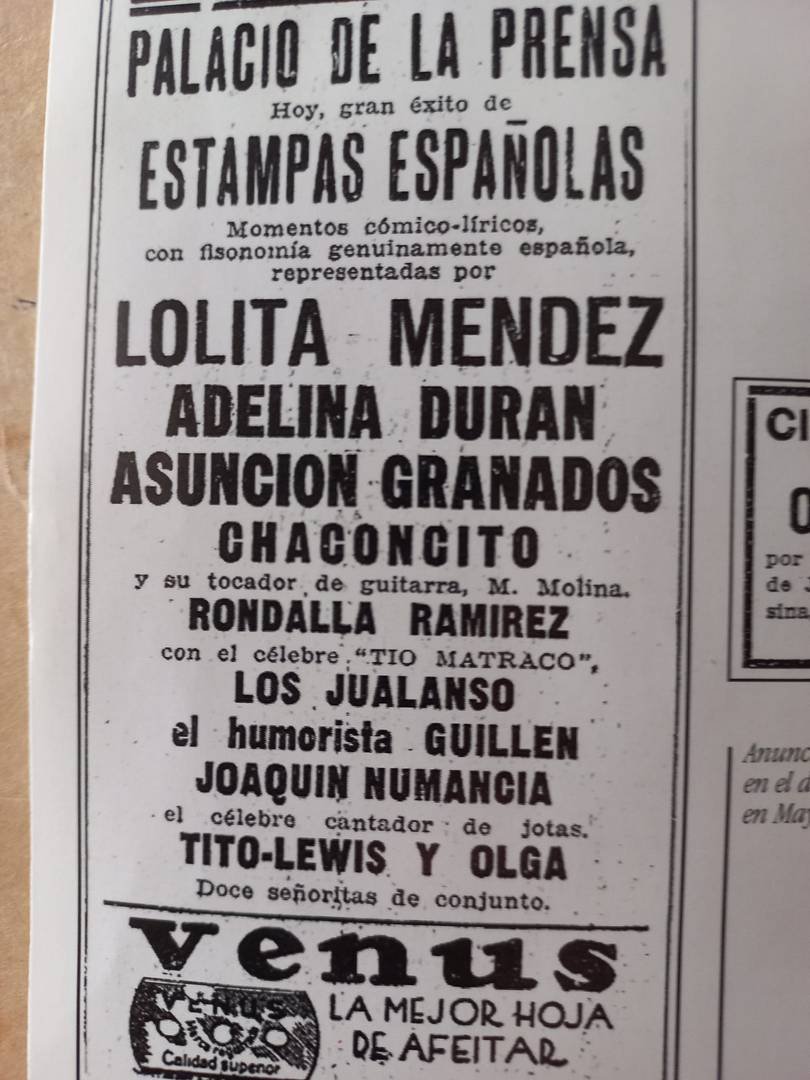 PALACIO DE LA PRENSA
Hoy, gran éxito de
ESTAMPAS ESPAÑOLAS
Momentos cómico-líricos,
con fisonomía genuinamente española,
representadas por
LOLITA MENDEZ
ADELINA DURAN
ASUNCION GRANADOS
CHACONCITO
y su tocador de guitarra, M. Molina.
RONDALLA RAMIREZ
con el célebre "TIO MATRACO",
LOS JUALANSO
el humorista GUILLEN
JOAQUIN NUMANCIA
el célebre cantador de jotas.
TITO-LEWIS Y OLGA
Doce señoritas de conjunto.
venus
VENUS
Calidad superior
LA MEJOR HOJA
DE AFEITAR
CI
O
por
de J
sina
Anunc
en el d
en May